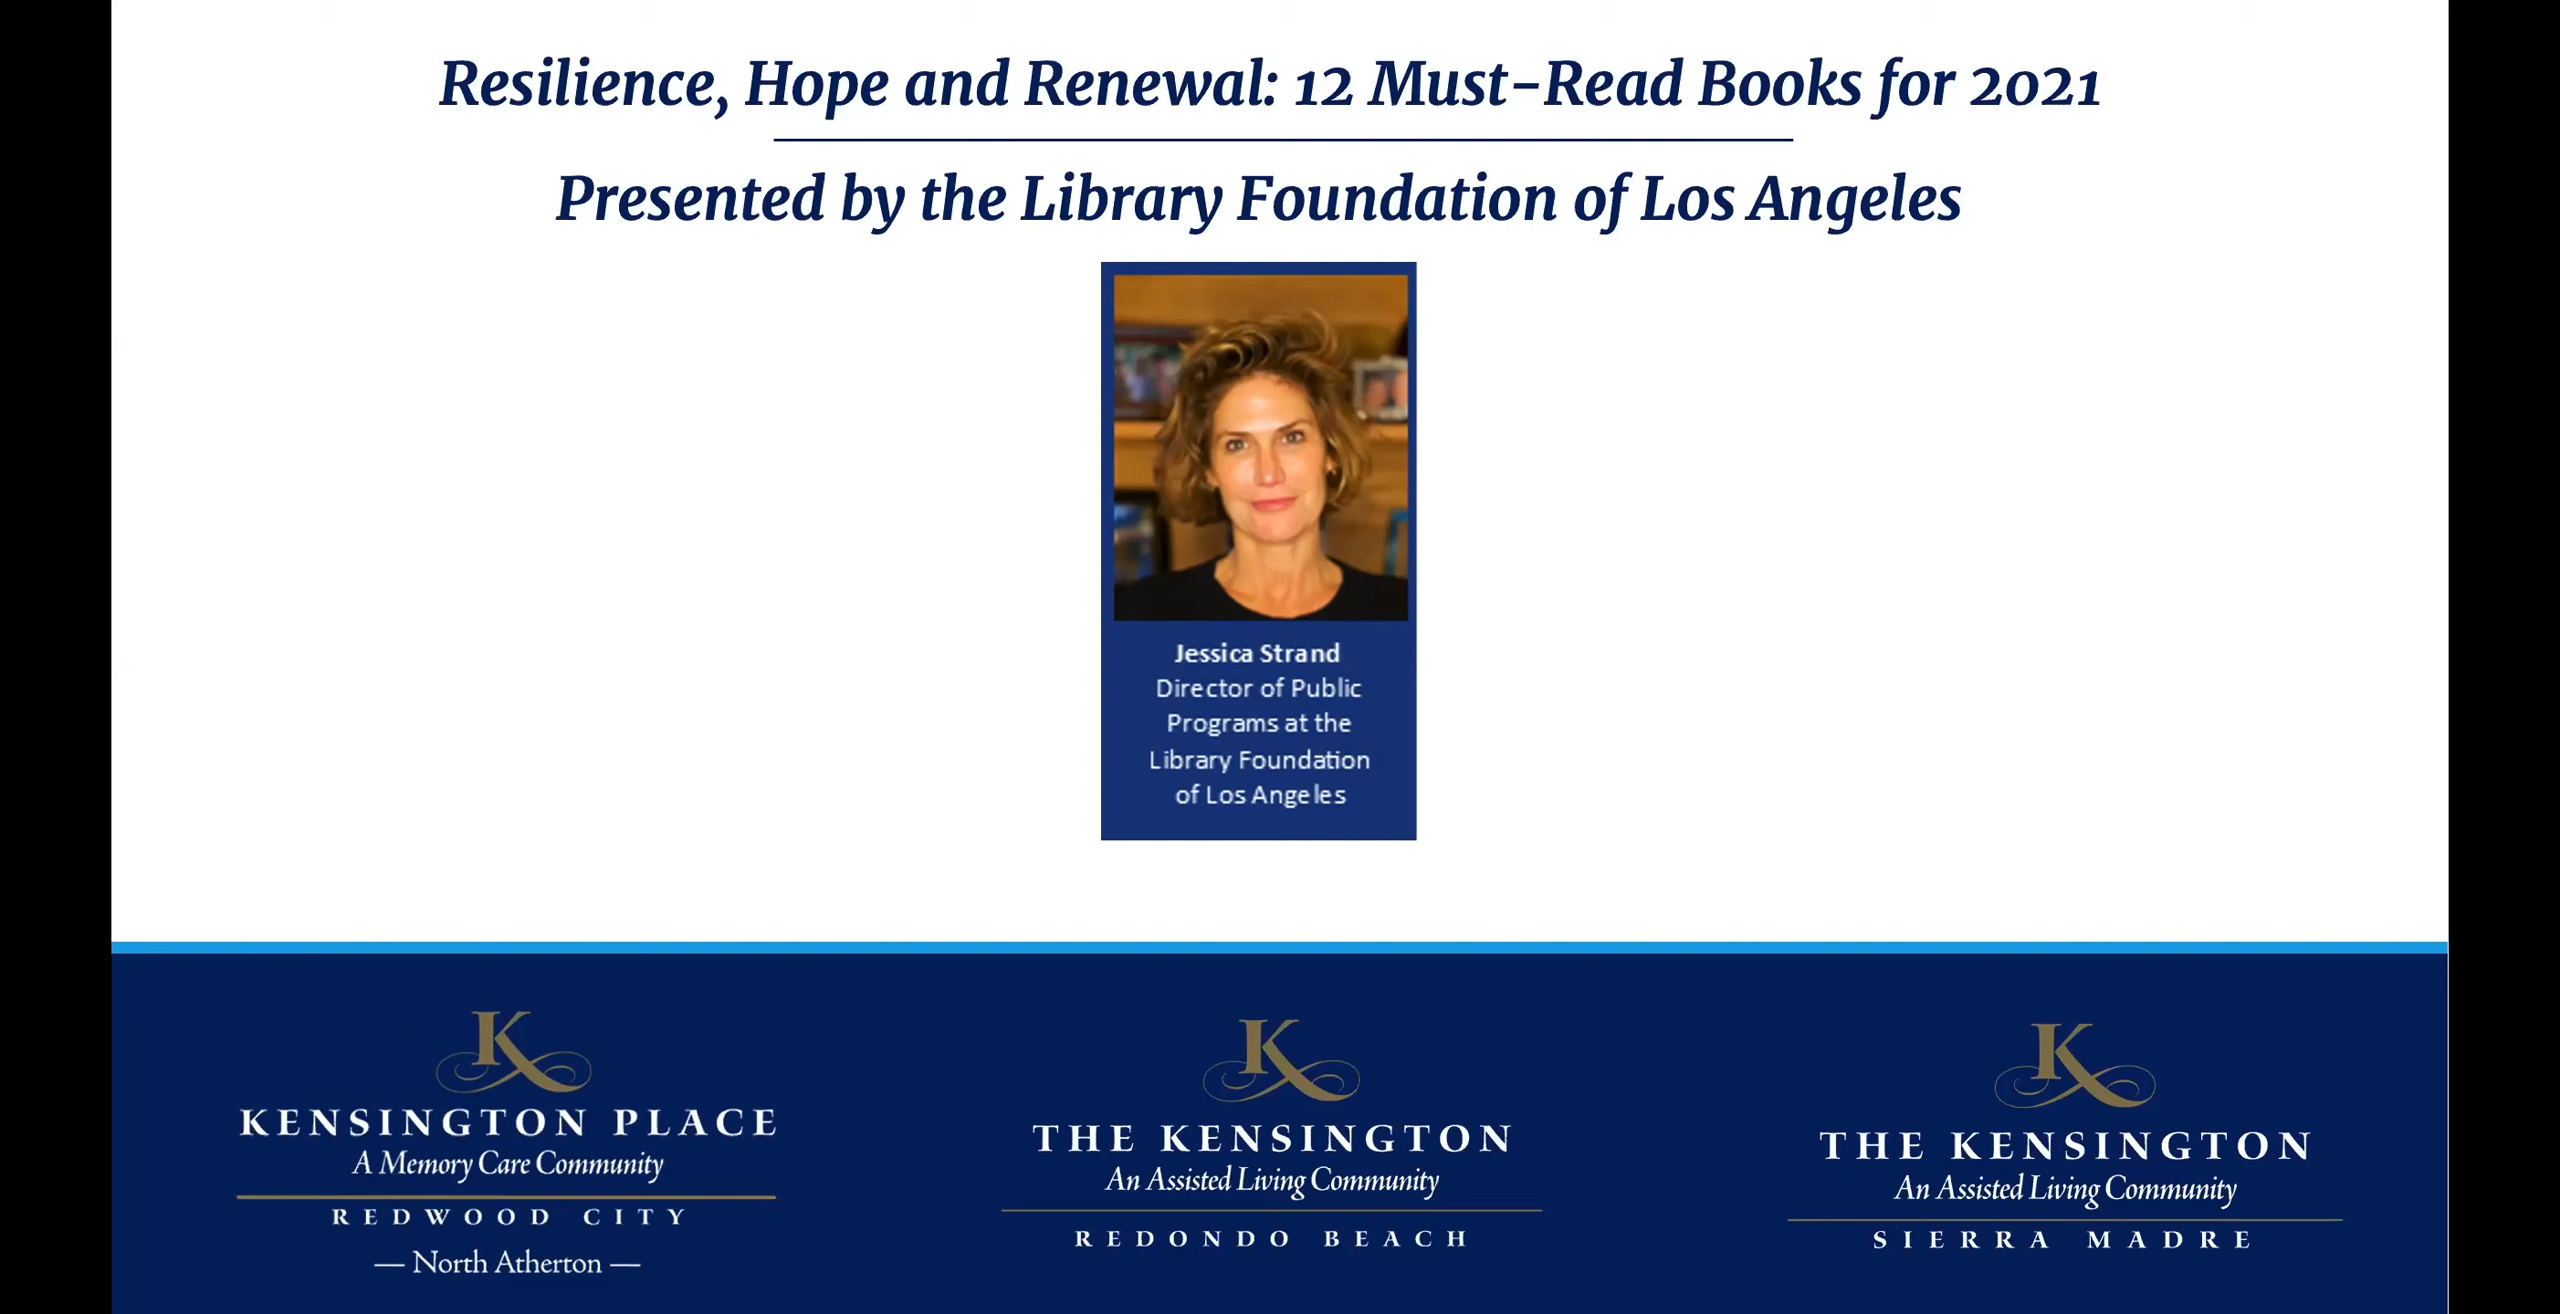 Resilience, Hope and Renewal: 12 Must-Read Books for 2021
Presented by the Library Foundation of Los Angeles
Jessica Strand
Director of Public
Programs at the
Library Foundation
of Los Angeles
K
KENSINGTON PLACE
A Memory Care Community
REDWOOD CITY
— North Atherton —
K
THE KENSINGTON
An Assisted Living Community
REDONDO BEACH
K
THE KENSINGTON
An Assisted Living Community
SIERRA MADRE